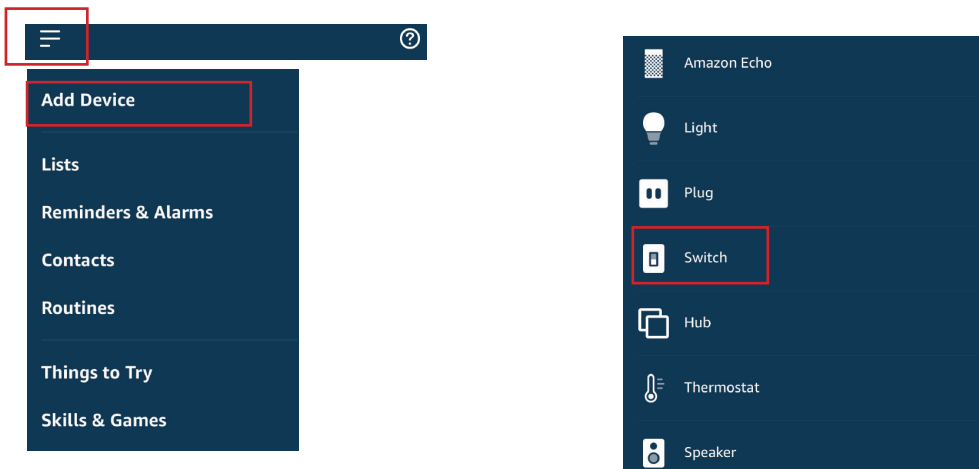 Add Device
Lists
Reminders & Alarms
Contacts
Routines
Things to Try
Skills & Games
Amazon Echo
Light
Plug
Switch
Hub
Thermostat
Speaker